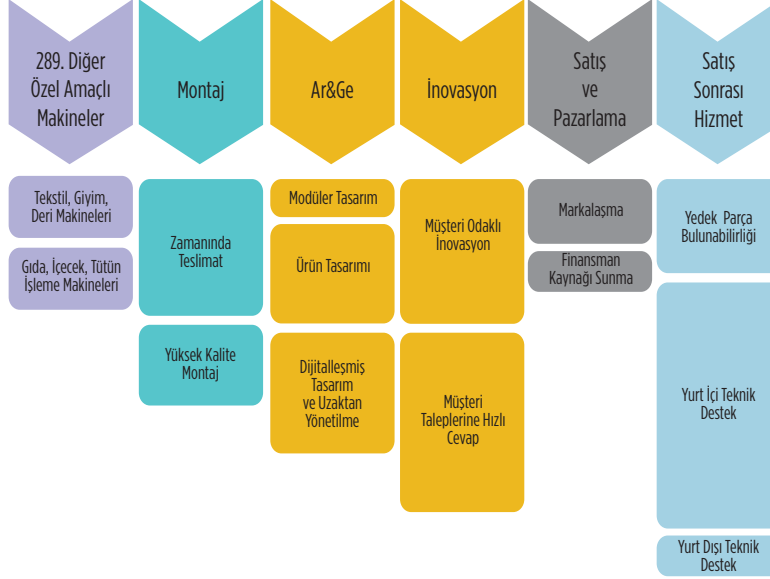 289. Diğer
Özel Amaçlı
Makineler
Montaj
Ar&Ge
İnovasyon
Satış
ve
Pazarlama
Satış
Sonrası
Hizmet
Tekstil, Giyim,
Deri Makineleri
Gıda, İçecek, Tütün
İşleme Makineleri
Zamanında
Teslimat
Yüksek Kalite
Montaj
Modüler Tasarım
Ürün Tasarımı
Dijitalleşmiş
Tasarım
ve Uzaktan
Yönetilme
Müşteri Odaklı
İnovasyon
Müşteri
Taleplerine Hızlı
Cevap
Markalaşma
Finansman
Kaynağı Sunma
Yedek Parça
Bulunabilirliği
Yurt İçi Teknik
Destek
Yurt Dışı Teknik
Destek